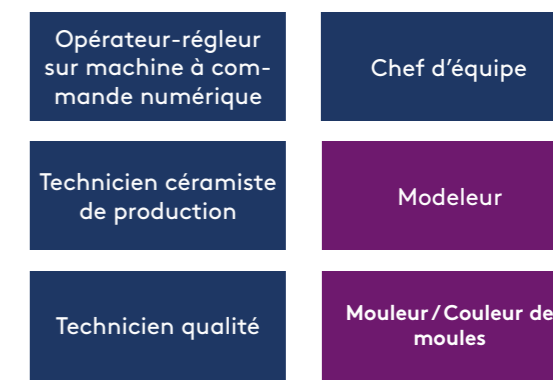 Opérateur-régleur
sur machine à com-
mande numérique
Chef d’équipe
Technicien céramiste
de production
Modeleur
Technicien qualité
Mouleur / Couleur de
moules